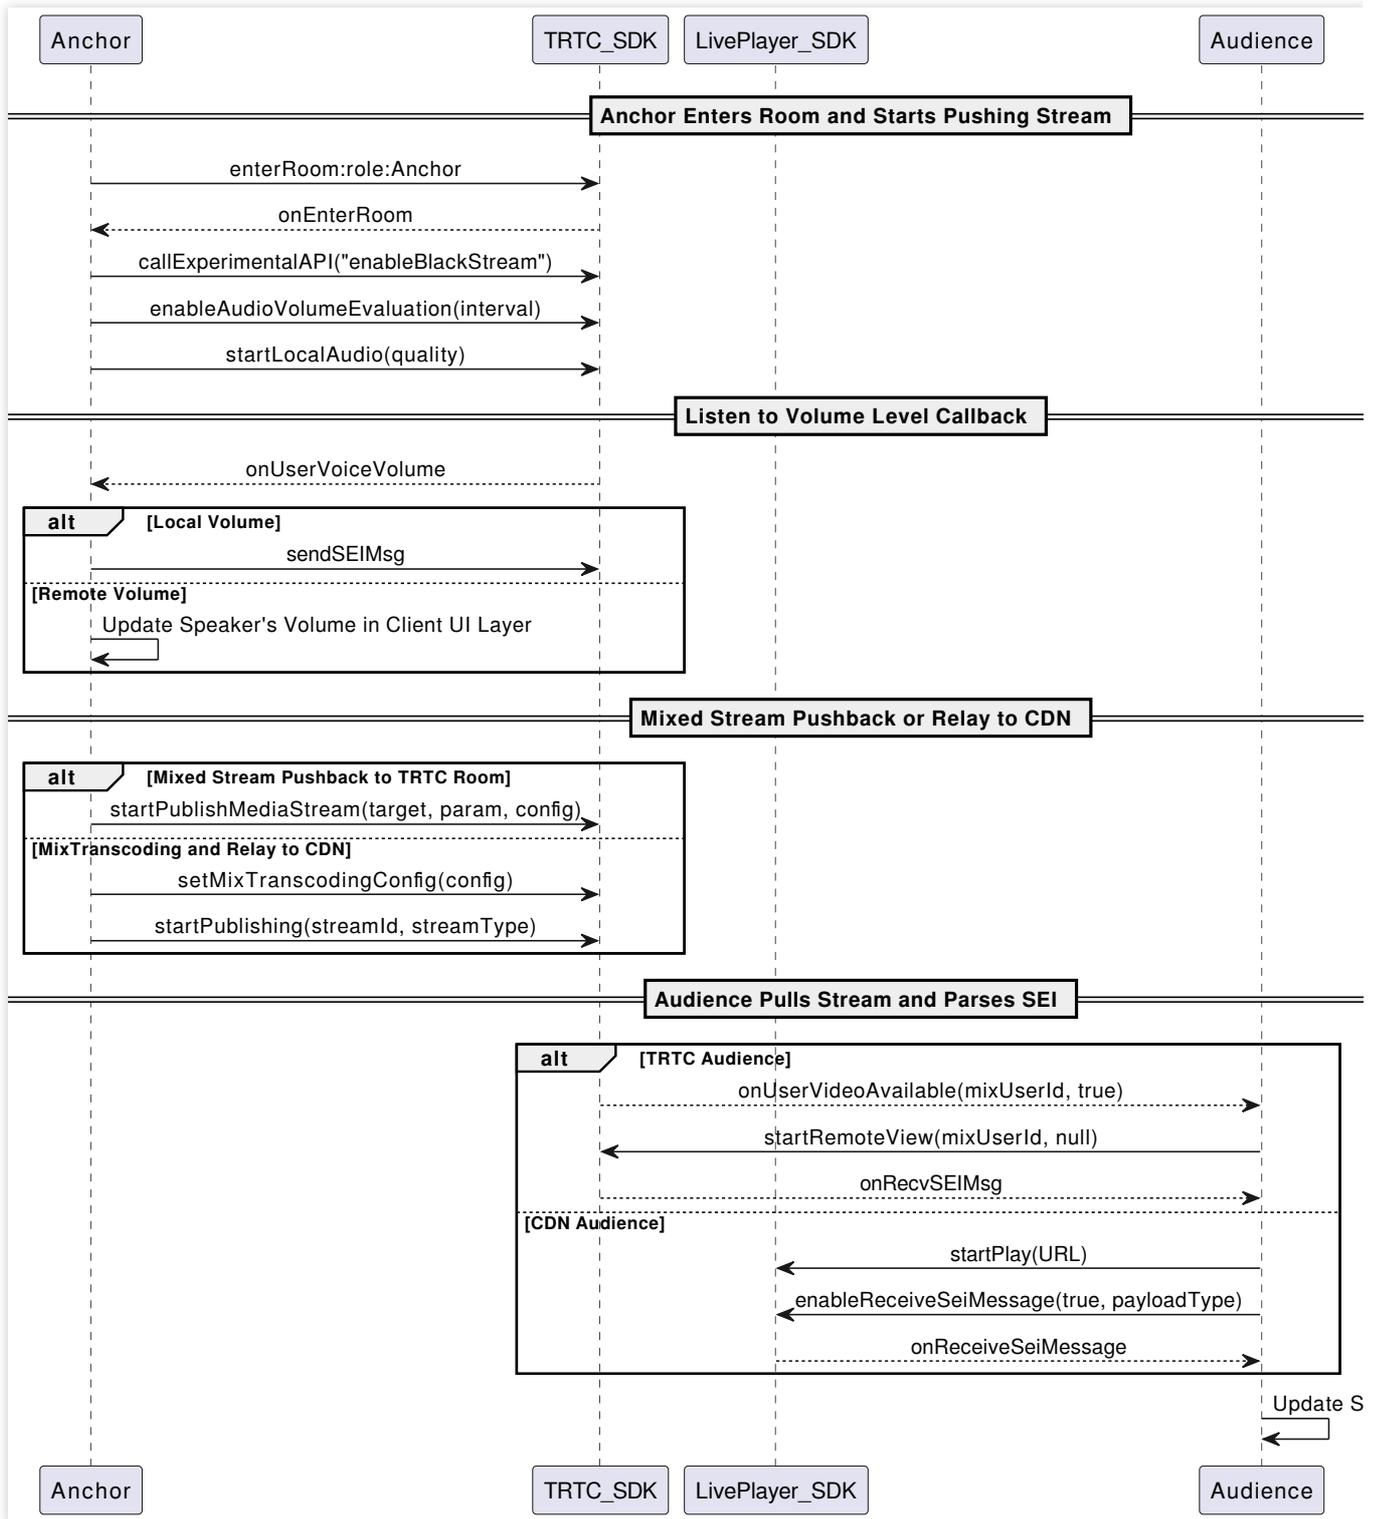 Anchor TRTC_SDK LivePlayer_SDK Audience
Anchor Enters Room and Starts Pushing Stream
enterRoom:role:Anchor
onEnterRoom
callExperimentalAPI("enableBlackStream")
enableAudioVolumeEvaluation(interval)
startLocalAudio(quality)
Listen to Volume Level Callback
onUserVoiceVolume
alt [Local Volume]
sendSEIMsg
[Remote Volume]
Update Speaker's Volume in Client UI Layer
Mixed Stream Pushback or Relay to CDN
alt [Mixed Stream Pushback to TRTC Room]
startPublishMediaStream(target, param, config)
[MixTranscoding and Relay to CDN]
setMixTranscodingConfig(config)
startPublishing(streamId, streamType)
Audience Pulls Stream and Parses SEI
alt [TRTC Audience]
onUserVideoAvailable(mixUserId, true)
startRemoteView(mixUserId, null)
onRecvSEIMsg
[CDN Audience]
startPlay(URL)
enableReceiveSeiMessage(true, payloadType)
onReceiveSeiMessage
Update S
Anchor TRTC_SDK LivePlayer_SDK Audience